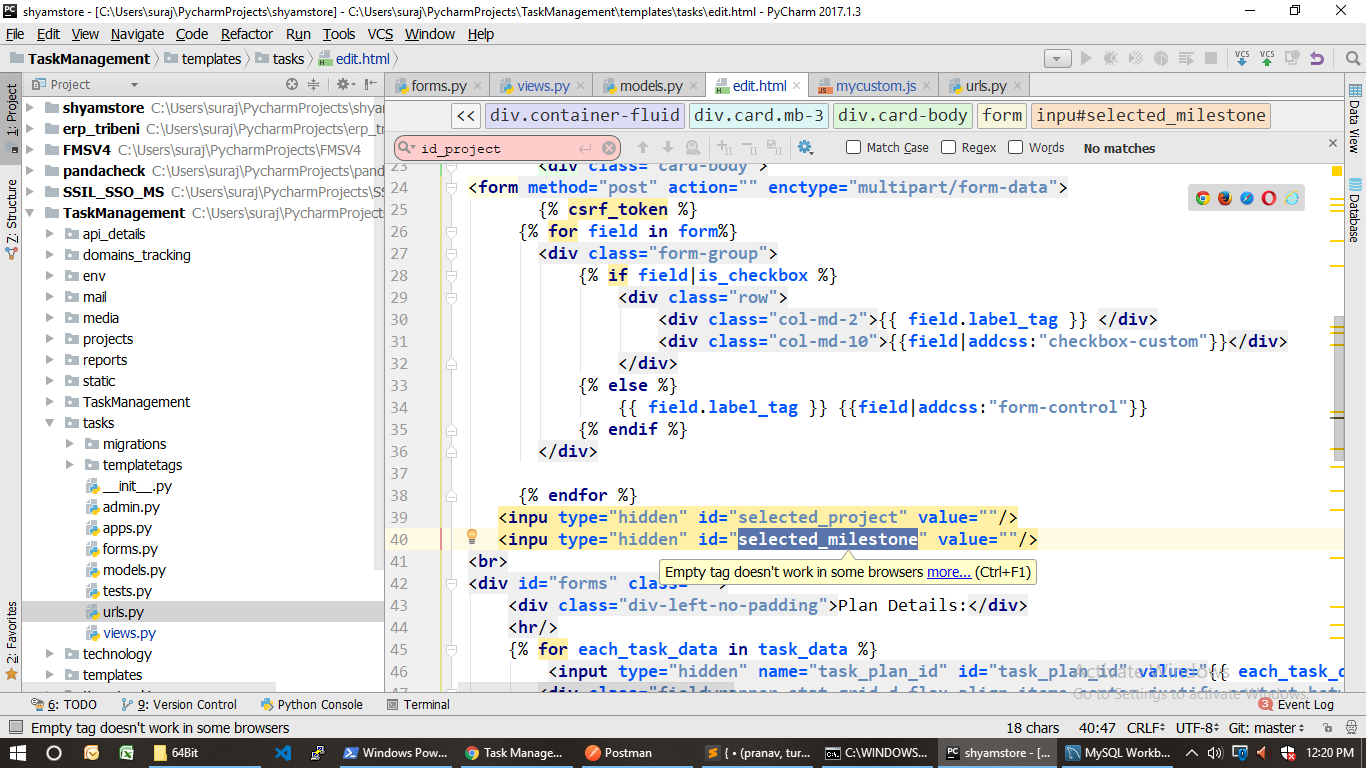 shyamstore - [C:\Users\suraj\PycharmProjects\shyamstore] - C:\Users\suraj\PycharmProjects\TaskManagement\templates\tasks\edit.html - PyCharm 2017.1.3
File Edit View Navigate Code Refactor Run Tools VCS Window Help
TaskManagement templates tasks edit.html
VCS VCS
Project
forms.py views.py models.py edit.html mycustom.js urls.py
<< div.container-fluid div.card.mb-3 div.card-body form inpu#selected_milestone
id_project Match Case Regex Words No matches
1: Project
Z: Structure
2: Favorites
Data View
Database
shyamstore C:\Users\suraj\PycharmProjects\shya
erp_tribeni C:\Users\suraj\PycharmProjects\erp_tr
FMSV4 C:\Users\suraj\PycharmProjects\FMSV4
pandacheck C:\Users\suraj\PycharmProjects\pand
SSIL_SSO_MS C:\Users\suraj\PycharmProjects\SS
TaskManagement C:\Users\suraj\PycharmProject
api_details
domains_tracking
env
mail
media
projects
reports
static
TaskManagement
tasks
migrations
templatetags
__init__.py
admin.py
apps.py
forms.py
models.py
tests.py
urls.py
views.py
technology
templates
23 <div class="card-body">
24 <form method="post" action="" enctype="multipart/form-data">
25 {% csrf_token %}
26 {% for field in form%}
27 <div class="form-group">
28 {% if field|is_checkbox %}
29 <div class="row">
30 <div class="col-md-2">{{ field.label_tag }} </div>
31 <div class="col-md-10">{{field|addcss:"checkbox-custom"}}</div>
32 </div>
33 {% else %}
34 {{ field.label_tag }} {{field|addcss:"form-control"}}
35 {% endif %}
36 </div>
37
38 {% endfor %}
39 <inpu type="hidden" id="selected_project" value=""/>
40 <inpu type="hidden" id="selected_milestone" value=""/>
41 <br>
Empty tag doesn't work in some browsers more... (Ctrl+F1)
42 <div id="forms" class="
43 <div class="div-left-no-padding">Plan Details:</div>
44 <hr/>
45 {% for each_task_data in task_data %}
46 <input type="hidden" name="task_plan_id" id="task_plan_id" value="{{ each_task_d
47
Activate Windows
Go to Settings to activate Windows.
6: TODO 9: Version Control Python Console Terminal 3 Event Log
Empty tag doesn't work in some browsers 18 chars 40:47 CRLF UTF-8 Git: master
64Bit Windows Pow... Task Manage... Postman { • (pranav, tur... C:\WINDOWS... shyamstore - [... MySQL Workb... 12:20 PM